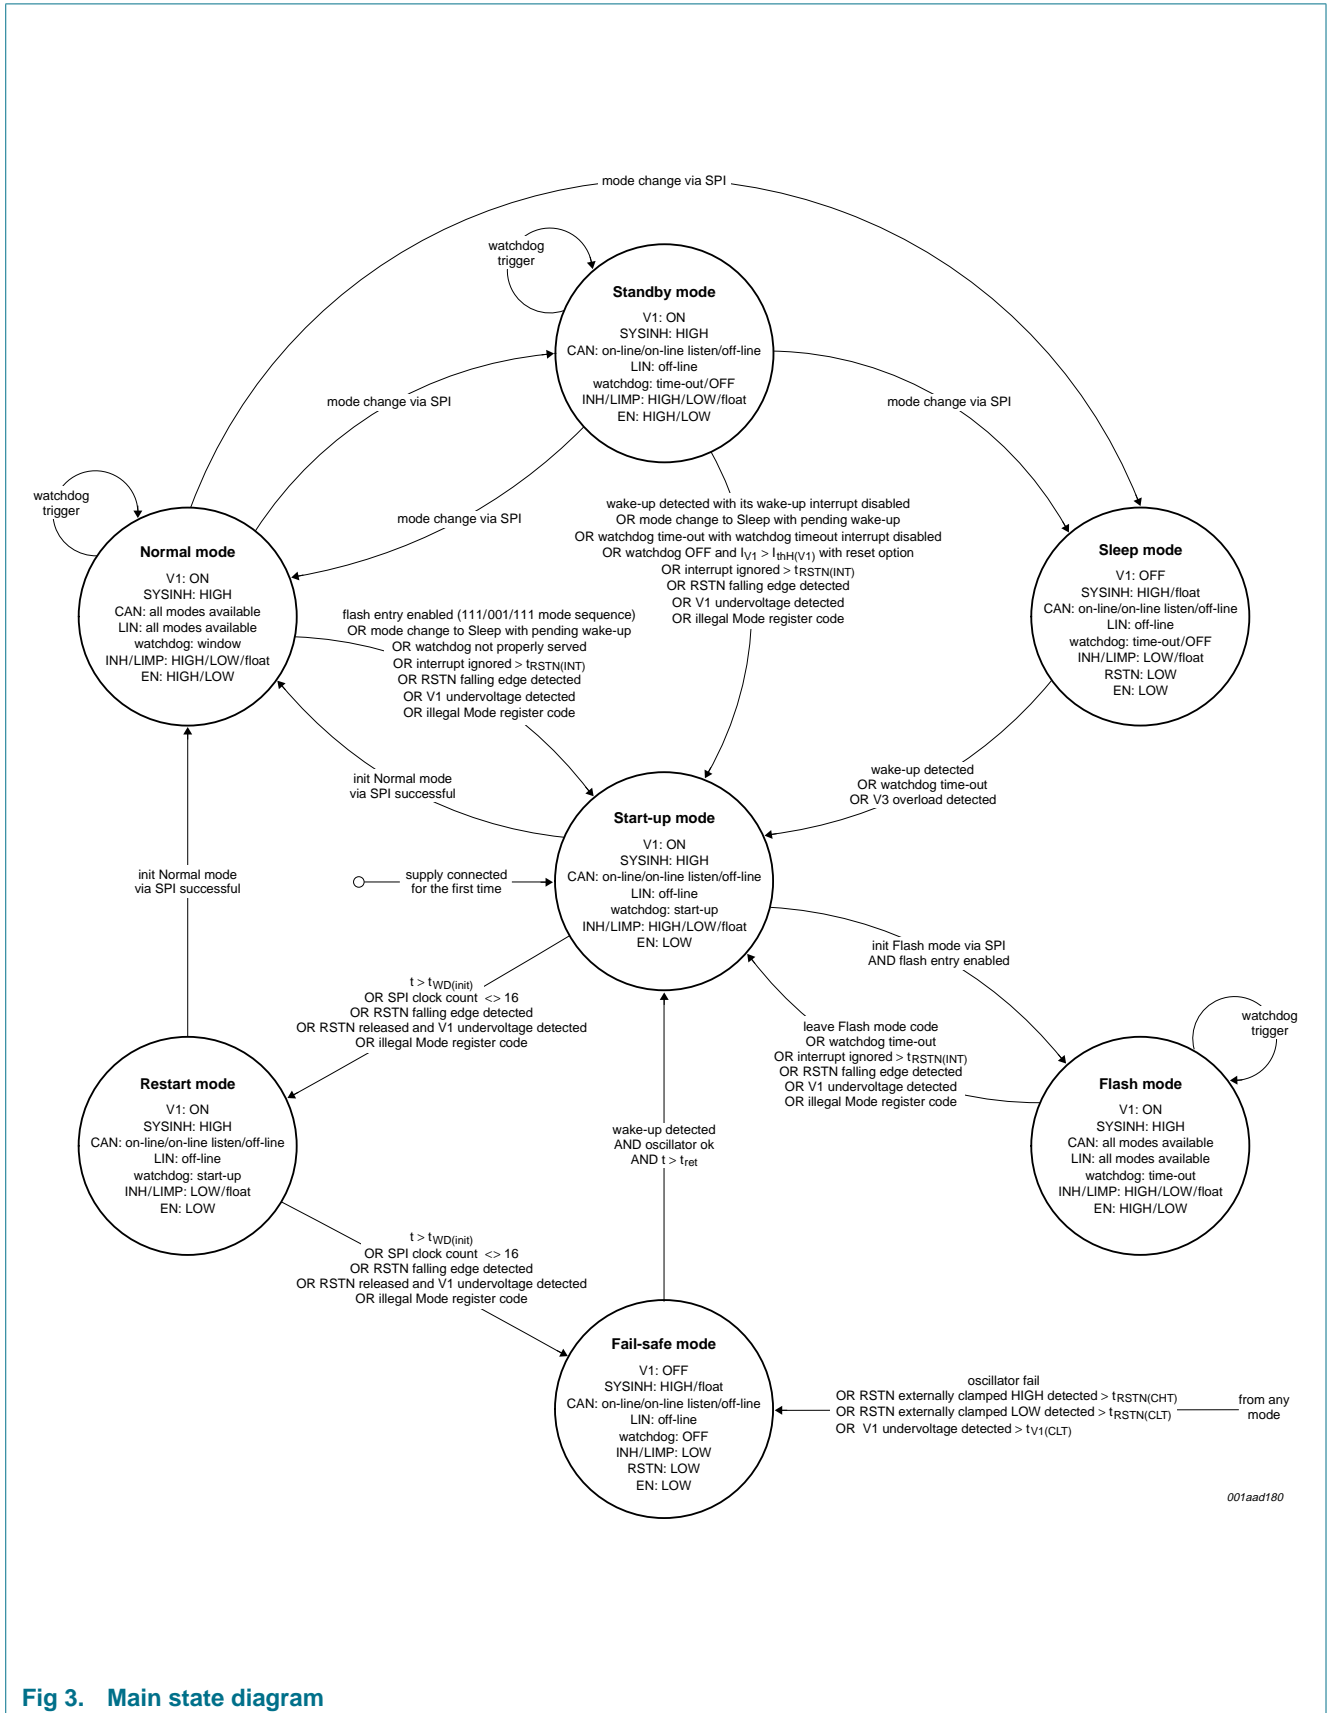 mode change via SPI
watchdog
trigger
Standby mode
V1: ON
SYSINH: HIGH
CAN: on-line/on-line listen/off-line
LIN: off-line
watchdog: time-out/OFF
INH/LIMP: HIGH/LOW/float
EN: HIGH/LOW
mode change via SPI
mode change via SPI
mode change via SPI
watchdog
trigger
Normal mode
V1: ON
SYSINH: HIGH
CAN: all modes available
LIN: all modes available
watchdog: window
INH/LIMP: HIGH/LOW/float
EN: HIGH/LOW
wake-up detected with its wake-up interrupt disabled
OR mode change to Sleep with pending wake-up
OR watchdog time-out with watchdog timeout interrupt disabled
OR watchdog OFF and IV1 > IthH(V1) with reset option
OR interrupt ignored > tRSTN(INT)
OR RSTN falling edge detected
OR V1 undervoltage detected
OR illegal Mode register code
Sleep mode
V1: OFF
SYSINH: HIGH/float
CAN: on-line/on-line listen/off-line
LIN: off-line
watchdog: time-out/OFF
INH/LIMP: LOW/float
RSTN: LOW
EN: LOW
flash entry enabled (111/001/111 mode sequence)
OR mode change to Sleep with pending wake-up
OR watchdog not properly served
OR interrupt ignored > tRSTN(INT)
OR RSTN falling edge detected
OR V1 undervoltage detected
OR illegal Mode register code
init Normal mode
via SPI successful
wake-up detected
OR watchdog time-out
OR V3 overload detected
Start-up mode
V1: ON
SYSINH: HIGH
CAN: on-line/on-line listen/off-line
LIN: off-line
watchdog: start-up
INH/LIMP: HIGH/LOW/float
EN: LOW
supply connected
for the first time
init Normal mode
via SPI successful
init Flash mode via SPI
AND flash entry enabled
t > tWD(init)
OR SPI clock count <> 16
OR RSTN falling edge detected
OR RSTN released and V1 undervoltage detected
OR illegal Mode register code
leave Flash mode code
OR watchdog time-out
OR interrupt ignored > tRSTN(INT)
OR RSTN falling edge detected
OR V1 undervoltage detected
OR illegal Mode register code
watchdog
trigger
Restart mode
V1: ON
SYSINH: HIGH
CAN: on-line/on-line listen/off-line
LIN: off-line
watchdog: start-up
INH/LIMP: LOW/float
EN: LOW
Flash mode
V1: ON
SYSINH: HIGH
CAN: all modes available
LIN: all modes available
watchdog: time-out
INH/LIMP: HIGH/LOW/float
EN: HIGH/LOW
wake-up detected
AND oscillator ok
AND t > tret
t > tWD(init)
OR SPI clock count <> 16
OR RSTN falling edge detected
OR RSTN released and V1 undervoltage detected
OR illegal Mode register code
Fail-safe mode
V1: OFF
SYSINH: HIGH/float
CAN: on-line/on-line listen/off-line
LIN: off-line
watchdog: OFF
INH/LIMP: LOW
RSTN: LOW
EN: LOW
oscillator fail
OR RSTN externally clamped HIGH detected > tRSTN(CHT)
OR RSTN externally clamped LOW detected > tRSTN(CLT)
OR V1 undervoltage detected > tV1(CLT)
from any
mode
001aad180
Fig 3. Main state diagram